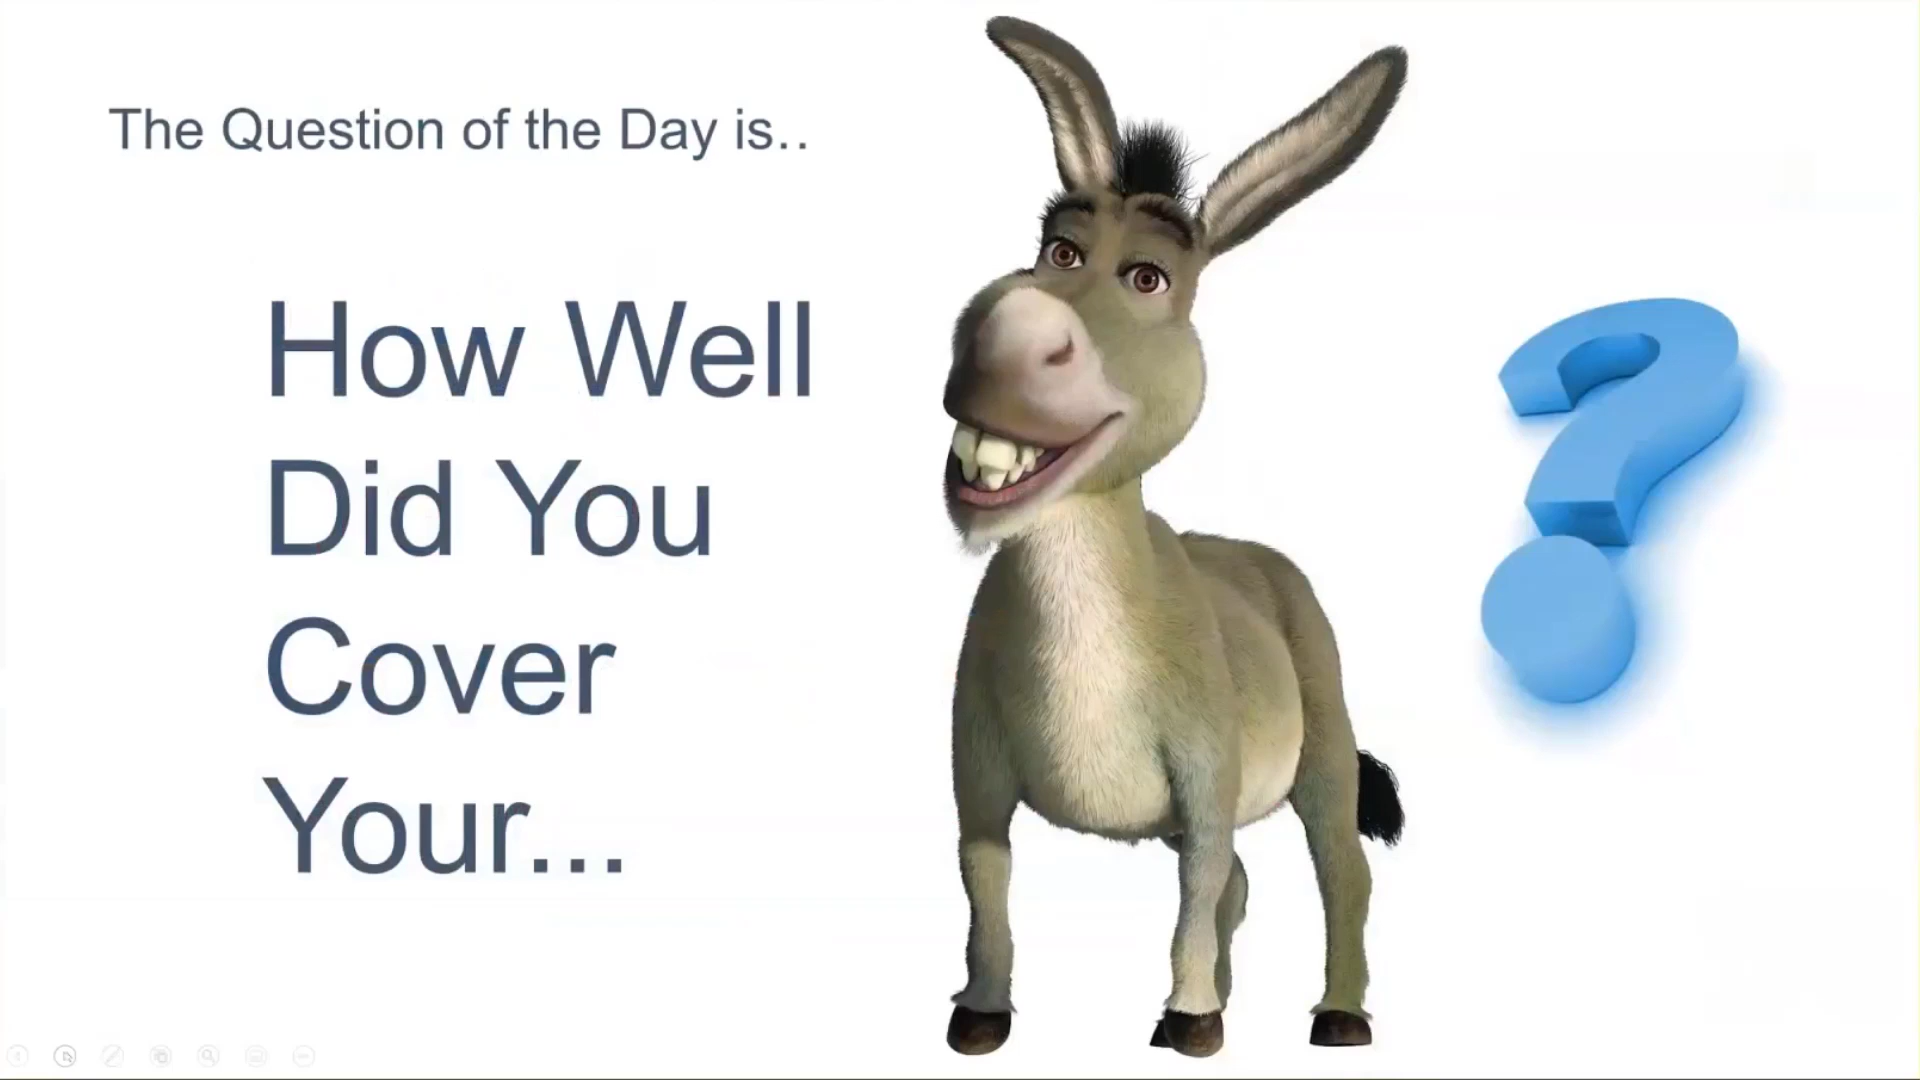 The Question of the Day is..
How Well
Did You
Cover
Your...
?